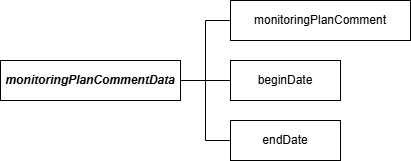 monitoringPlanComment
monitoringPlanCommentData
beginDate
endDate